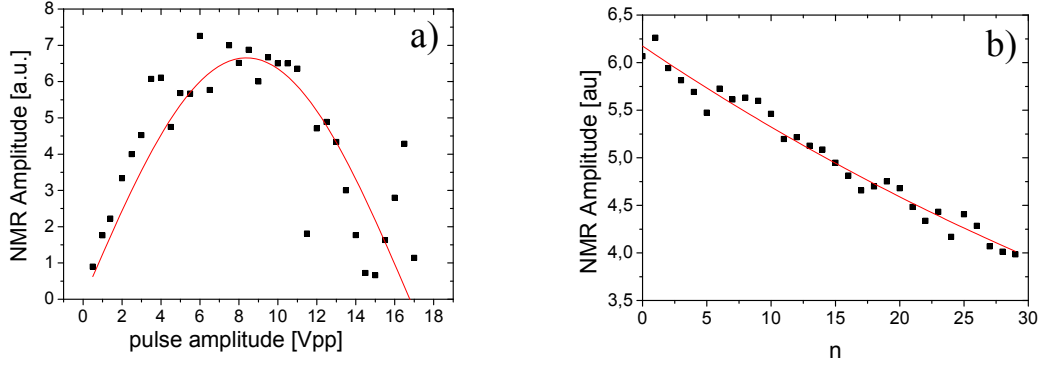 a)
NMR Amplitude [a.u.]
8
7
6
5
4
3
2
1
0
0 2 4 6 8 10 12 14 16 18
pulse amplitude [Vpp]
b)
NMR Amplitude [au]
6,5
6,0
5,5
5,0
4,5
4,0
3,5
0 5 10 15 20 25 30
n